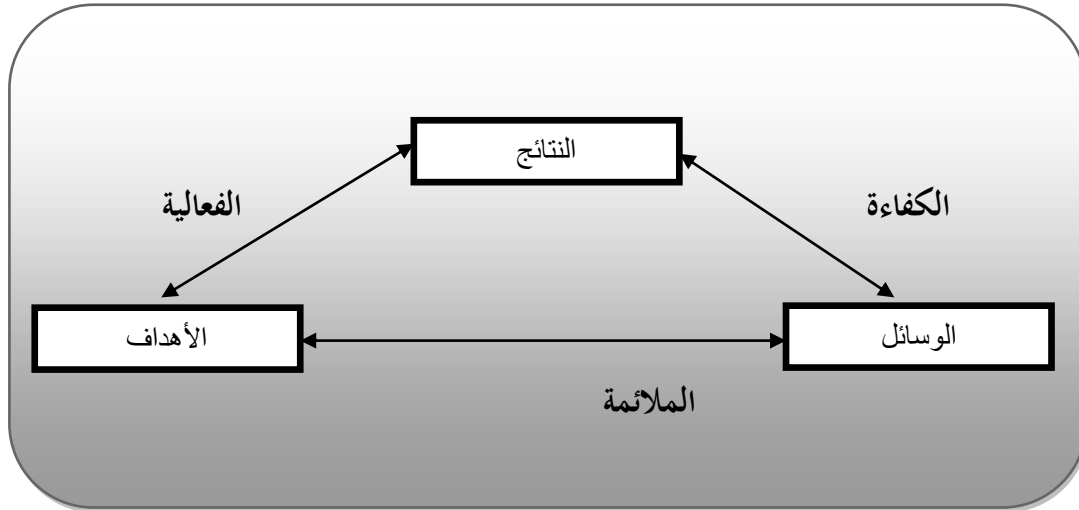 النتائج
الكفاءة
الفعالية
الوسائل
الأهداف
الملائمة